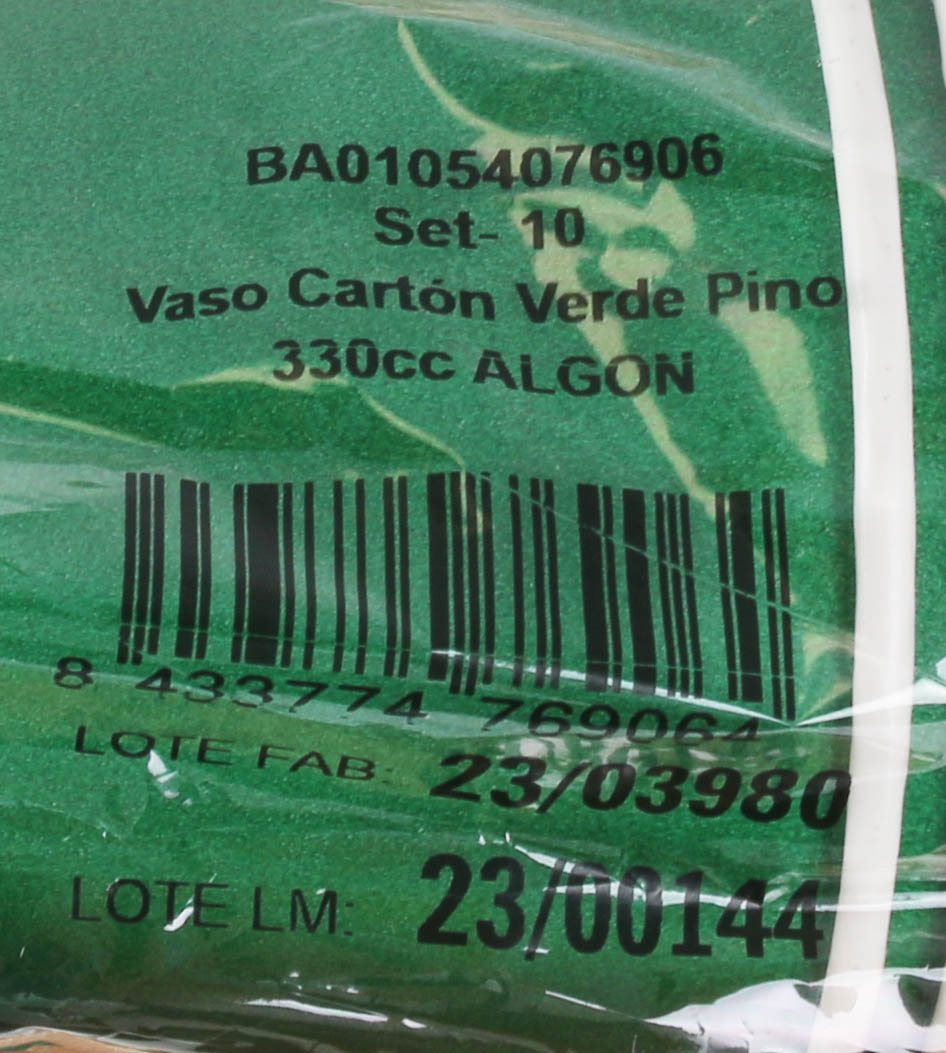 BA01054076906
Set- 10
Vaso Cartón Verde Pino
330cc ALGON
8 433774 769064
LOTE FAB: 23/03980
LOTE LM: 23/00144